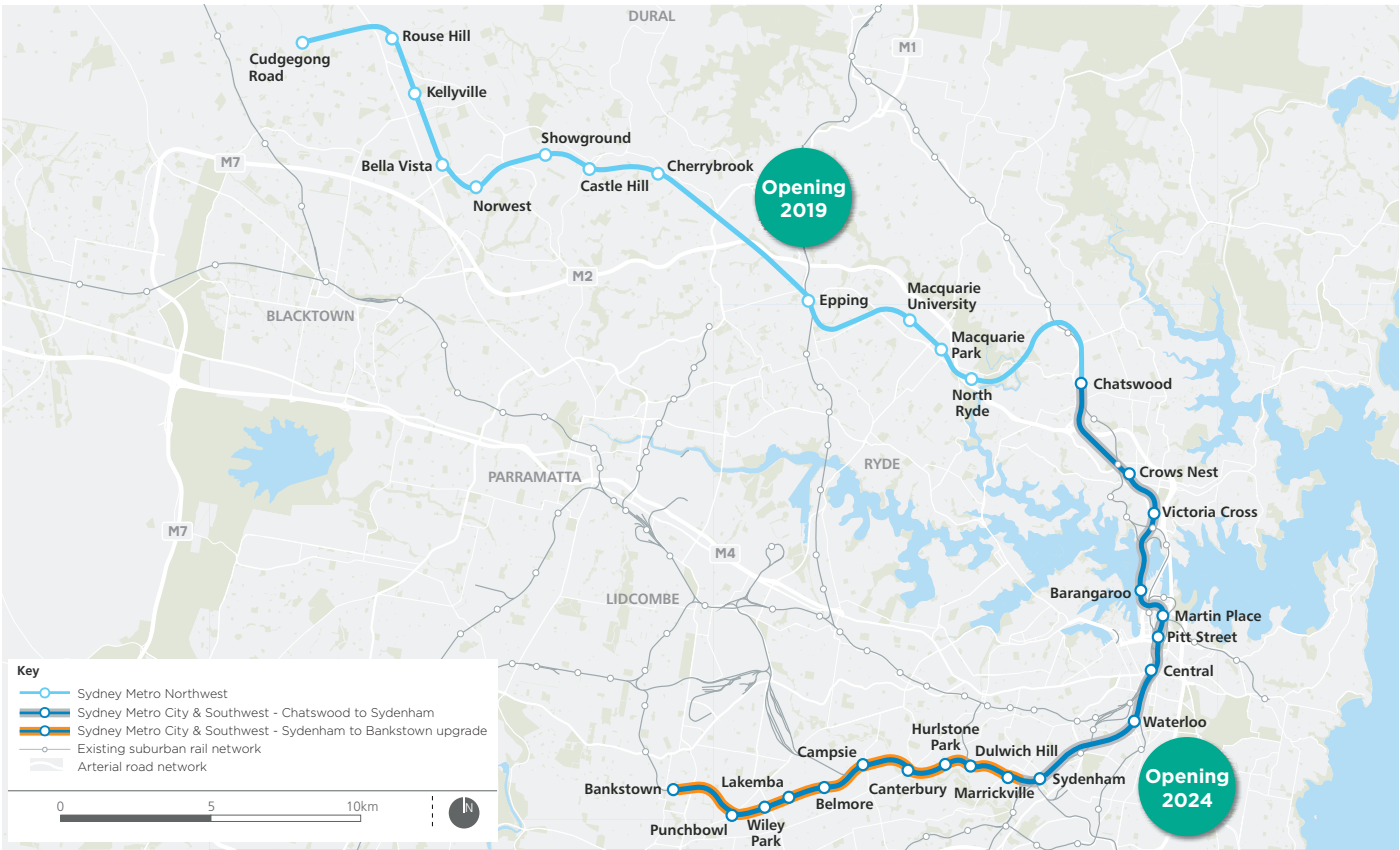 DURAL
M1
Rouse Hill
Cudgegong
Road
Kellyville
Showground
M7
Bella Vista
Cherrybrook
Castle Hill
Norwest
Opening
2019
M2
Macquarie
University
Epping
BLACKTOWN
Macquarie
Park
Chatswood
North
Ryde
RYDE
Crows Nest
PARRAMATTA
Victoria Cross
M7
M4
Barangaroo
LIDCOMBE
Martin Place
Pitt Street
Central
Waterloo
Hurlstone
Park
Dulwich Hill
Campsie
Sydenham
Lakemba
Bankstown
Canterbury
Marrickville
Belmore
Punchbowl
Wiley
Park
Opening
2024
Key
Sydney Metro Northwest
Sydney Metro City & Southwest - Chatswood to Sydenham
Sydney Metro City & Southwest - Sydenham to Bankstown upgrade
Existing suburban rail network
Arterial road network
0 5 10km
N